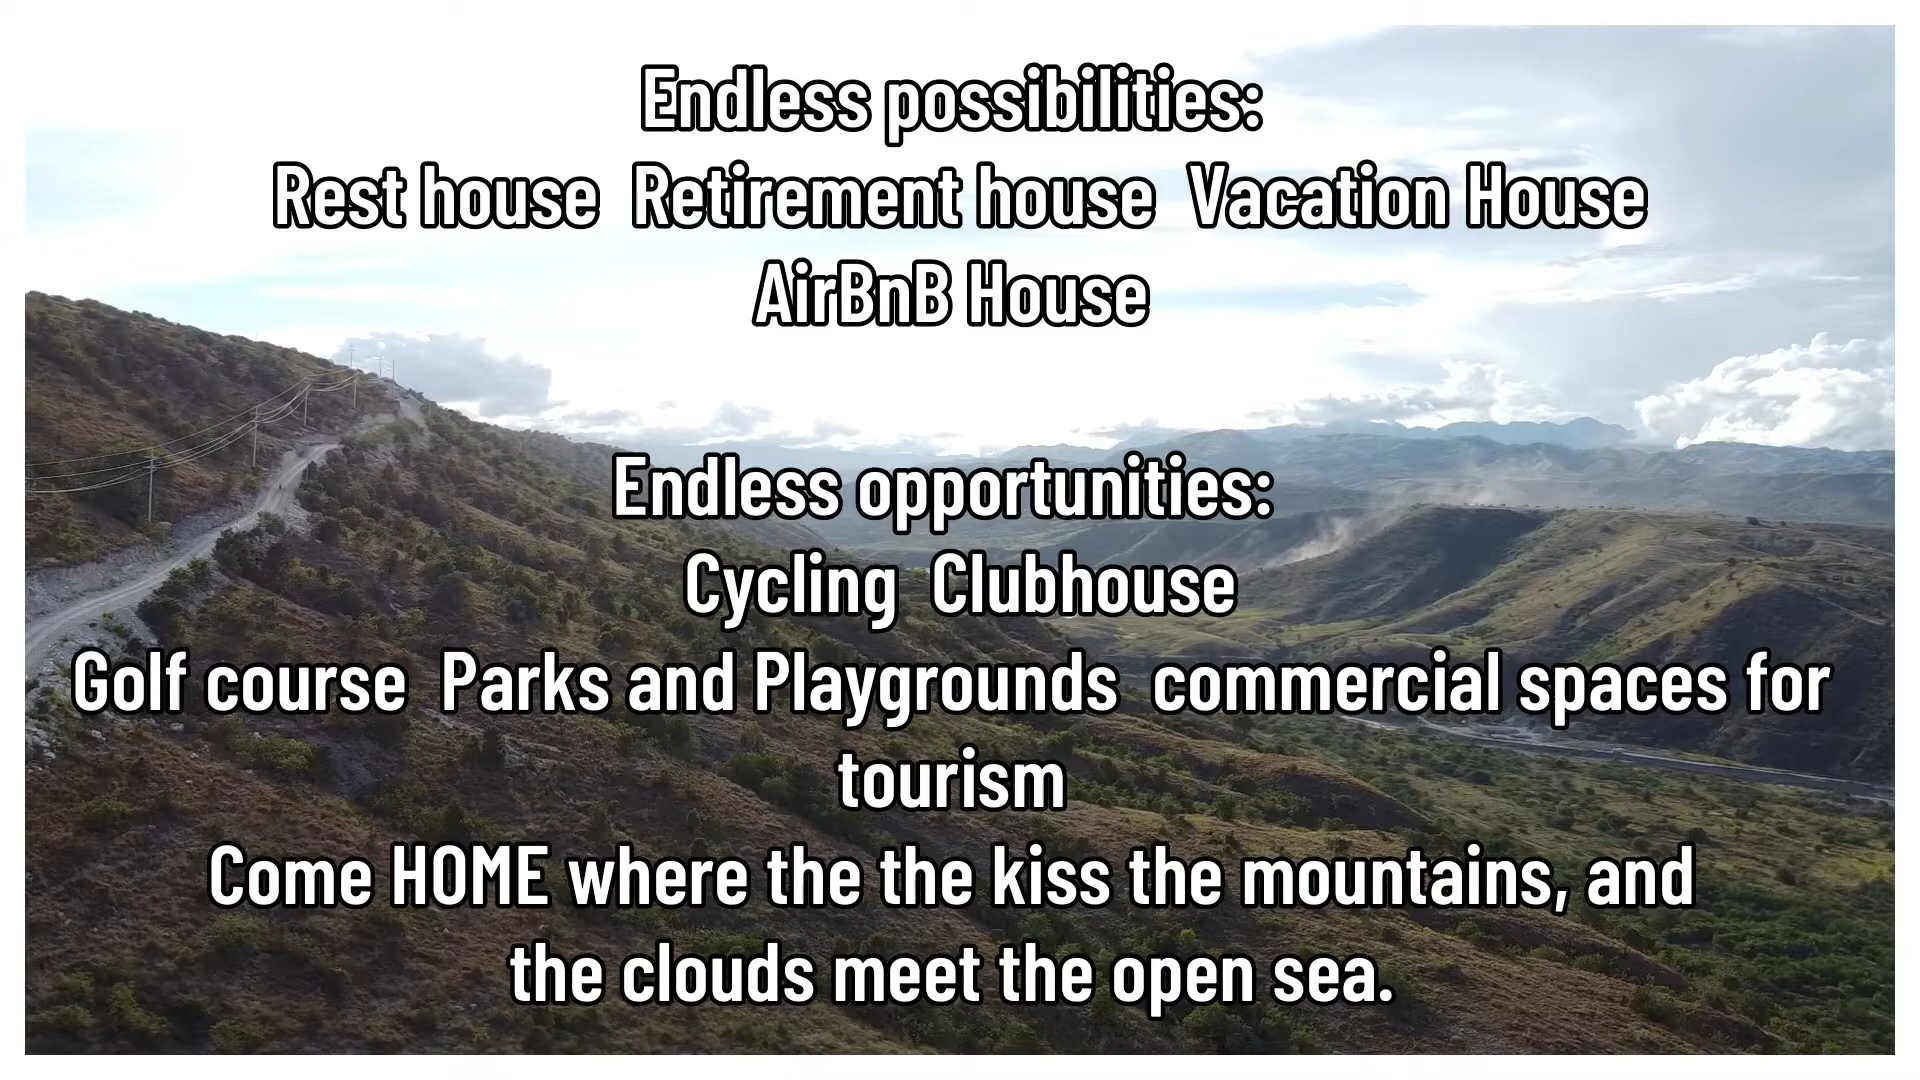 Endless possibilities:
Rest house  Retirement house  Vacation House
AirBnB House
Endless opportunities:
Cycling  Clubhouse
Golf course  Parks and Playgrounds  commercial spaces for
tourism
Come HOME where the the kiss the mountains, and
the clouds meet the open sea.